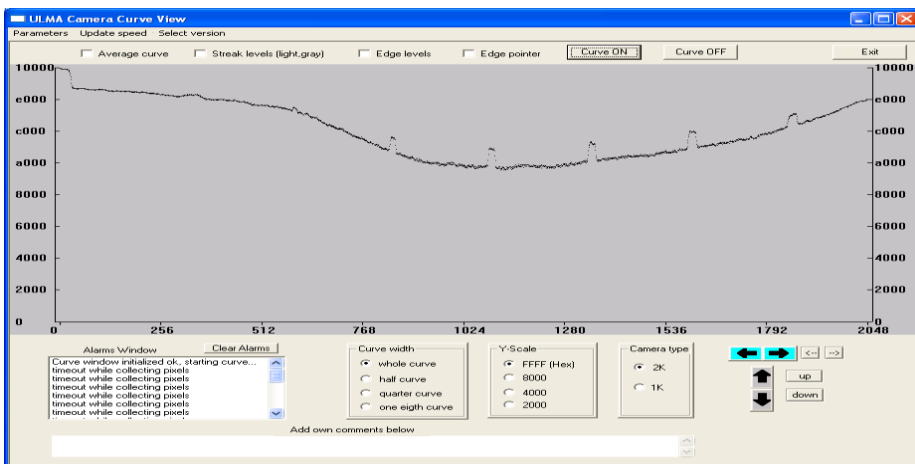 ULMA Camera Curve View
Parameters Update speed Select version
Average curve Streak levels (light,gray) Edge levels Edge pointer Curve ON Curve OFF Exit
10000 10000
e000 e000
c000 c000
a000 a000
8000 8000
6000 6000
4000 4000
2000 2000
0 0
0 256 512 768 1024 1280 1536 1792 2048
Alarms Window Clear Alarms
Curve window initialized ok, starting curve...
timeout while collecting pixels
timeout while collecting pixels
timeout while collecting pixels
timeout while collecting pixels
timeout while collecting pixels
Curve width
whole curve
half curve
quarter curve
one eigth curve
Y-Scale
FFFF (Hex)
8000
4000
2000
Camera type
2K
1K
<-- -->
up
down
Add own comments below